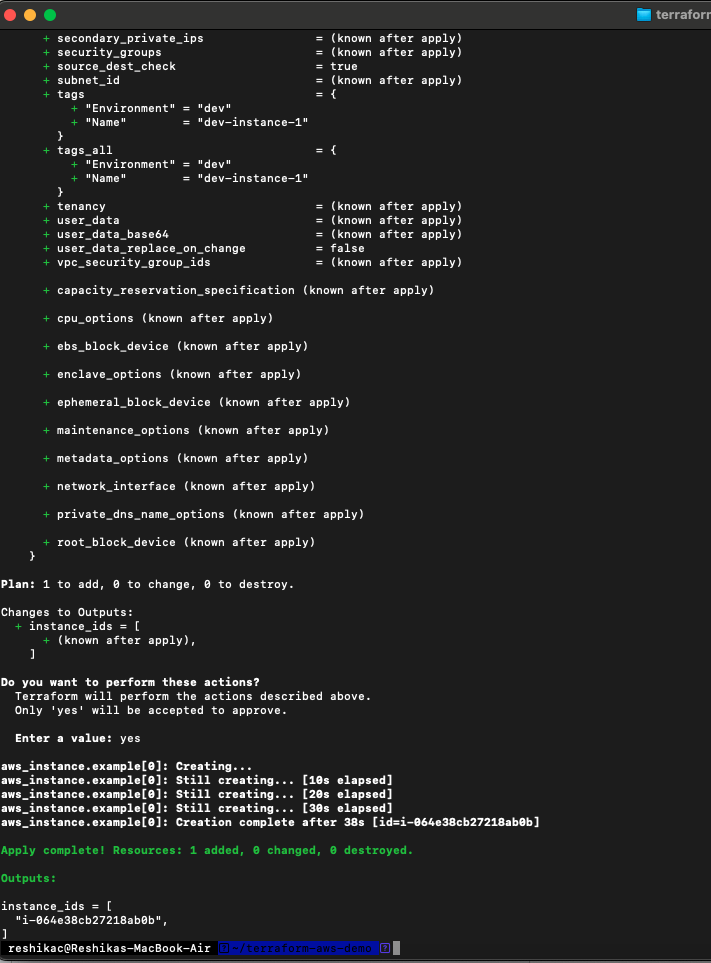 terraform
+ secondary_private_ips = (known after apply)
+ security_groups = (known after apply)
+ source_dest_check = true
+ subnet_id = (known after apply)
+ tags = {
+ "Environment" = "dev"
+ "Name" = "dev-instance-1"
}
+ tags_all = {
+ "Environment" = "dev"
+ "Name" = "dev-instance-1"
}
+ tenancy = (known after apply)
+ user_data = (known after apply)
+ user_data_base64 = (known after apply)
+ user_data_replace_on_change = false
+ vpc_security_group_ids = (known after apply)
+ capacity_reservation_specification (known after apply)
+ cpu_options (known after apply)
+ ebs_block_device (known after apply)
+ enclave_options (known after apply)
+ ephemeral_block_device (known after apply)
+ maintenance_options (known after apply)
+ metadata_options (known after apply)
+ network_interface (known after apply)
+ private_dns_name_options (known after apply)
+ root_block_device (known after apply)
}
Plan: 1 to add, 0 to change, 0 to destroy.
Changes to Outputs:
+ instance_ids = [
+ (known after apply),
]
Do you want to perform these actions?
Terraform will perform the actions described above.
Only 'yes' will be accepted to approve.
Enter a value: yes
aws_instance.example[0]: Creating...
aws_instance.example[0]: Still creating... [10s elapsed]
aws_instance.example[0]: Still creating... [20s elapsed]
aws_instance.example[0]: Still creating... [30s elapsed]
aws_instance.example[0]: Creation complete after 38s [id=i-064e38cb27218ab0b]
Apply complete! Resources: 1 added, 0 changed, 0 destroyed.
Outputs:
instance_ids = [
"i-064e38cb27218ab0b",
]
reshikac@Reshikas-MacBook-Air ~/terraform-aws-demo